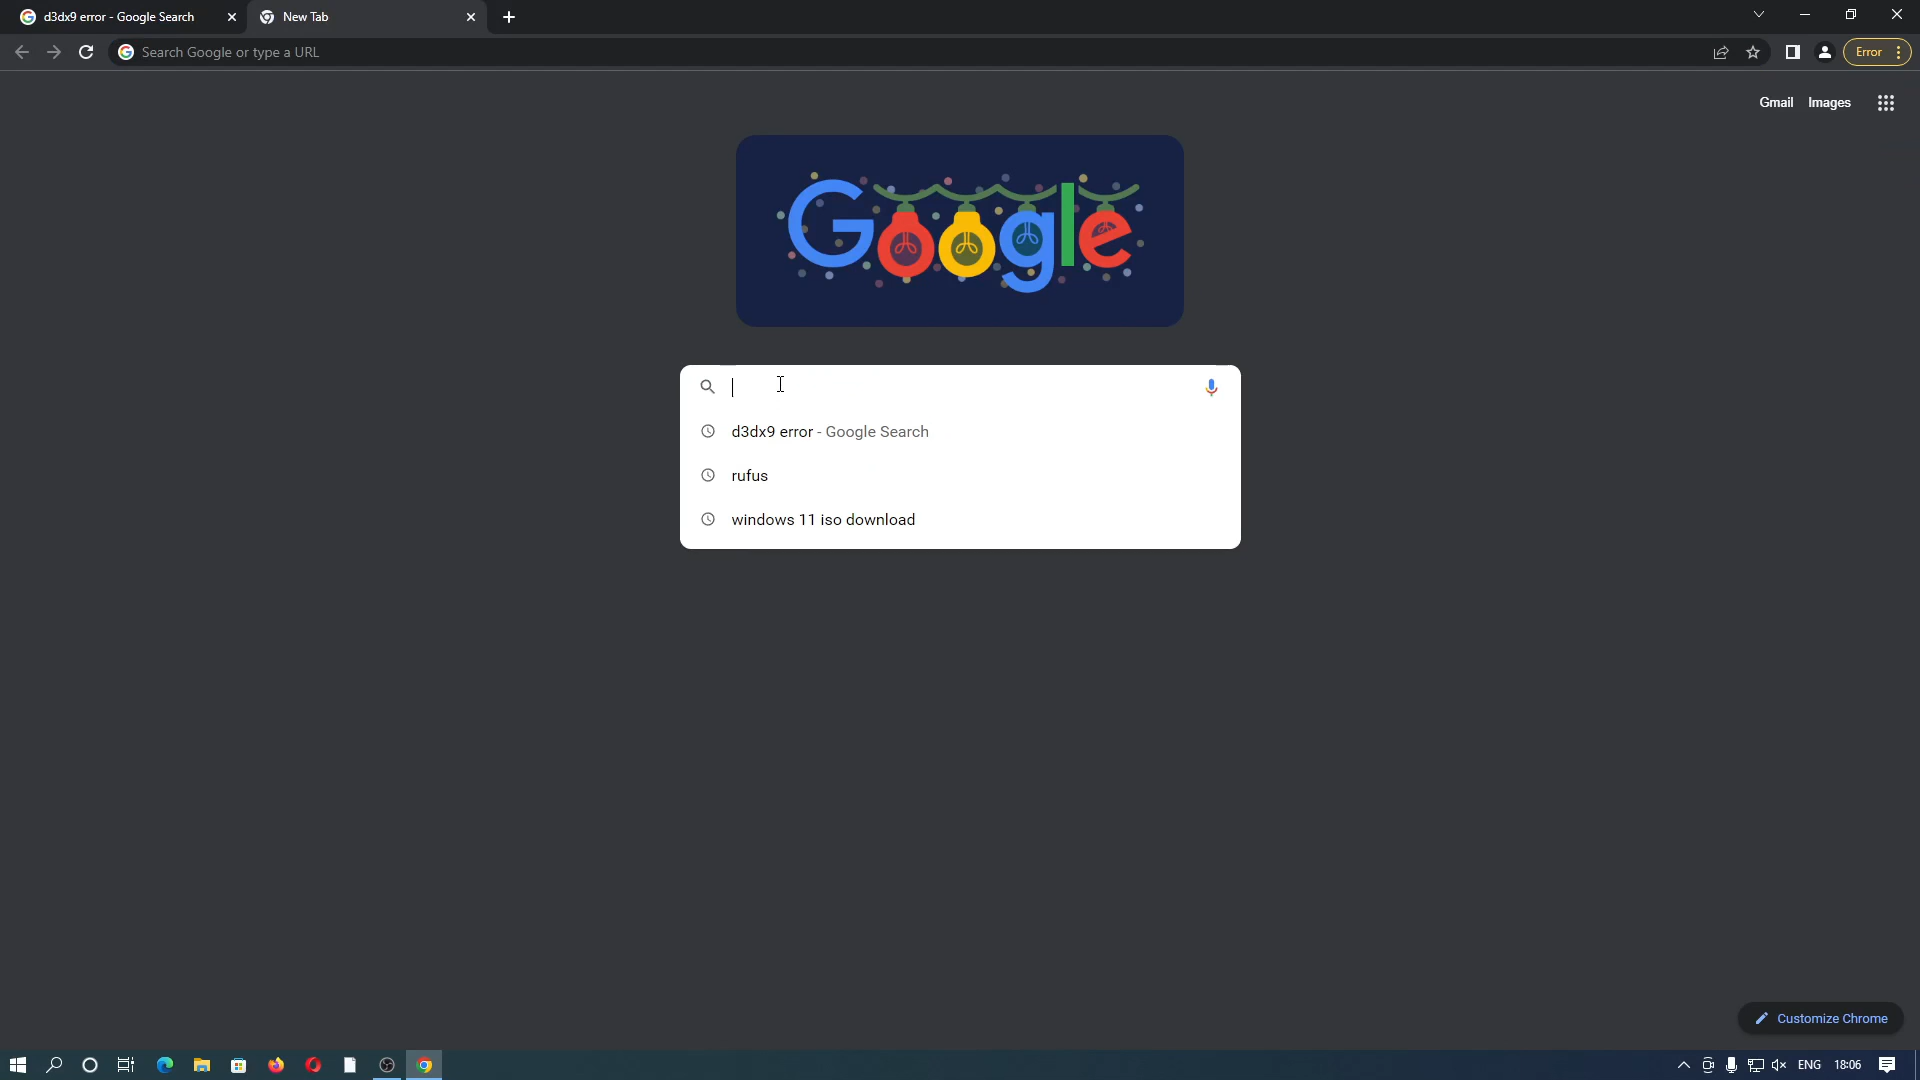 d3dx9 error - Google Search
New Tab
Search Google or type a URL
Error
Gmail
Images
Google
d3dx9 error - Google Search
rufus
windows 11 iso download
Customize Chrome
ENG
18:06